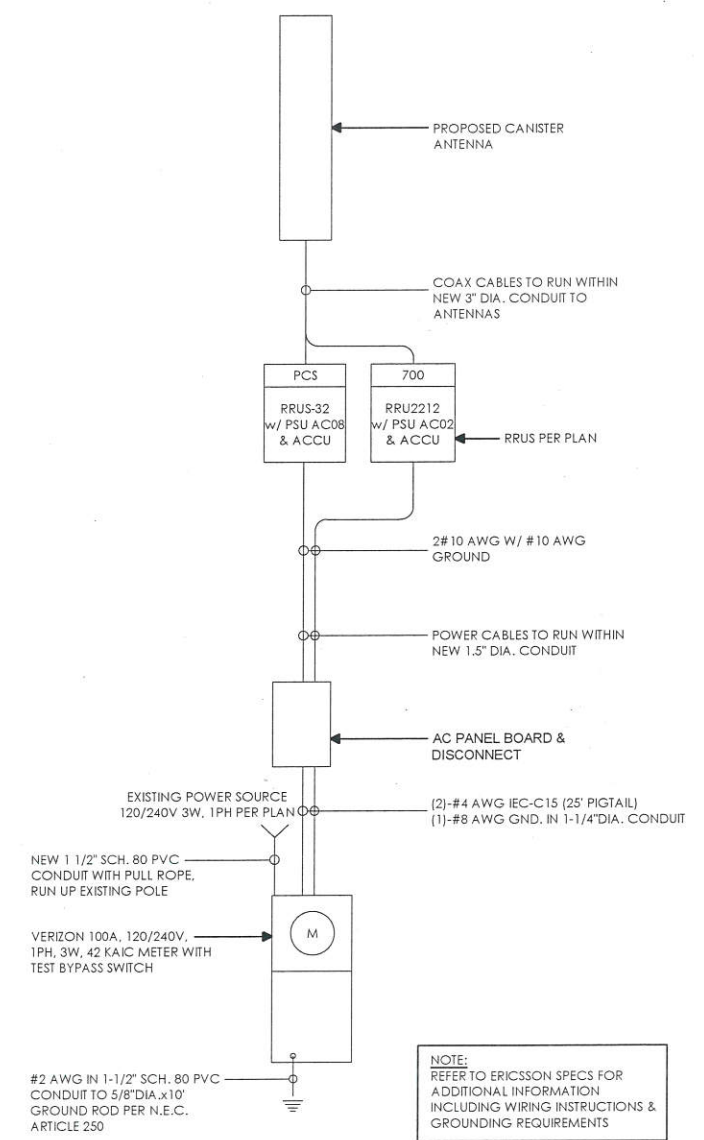 PROPOSED CANISTER
ANTENNA
COAX CABLES TO RUN WITHIN
NEW 3" DIA. CONDUIT TO
ANTENNAS
PCS
RRUS-32
w/ PSU AC08
& ACCU
700
RRU2212
w/ PSU AC02
& ACCU
RRUS PER PLAN
2#10 AWG W/ #10 AWG
GROUND
POWER CABLES TO RUN WITHIN
NEW 1.5" DIA. CONDUIT
AC PANEL BOARD &
DISCONNECT
EXISTING POWER SOURCE
120/240V 3W, 1PH PER PLAN
(2)-#4 AWG IEC-C15 (25' PIGTAIL)
(1)-#8 AWG GND. IN 1-1/4"DIA. CONDUIT
NEW 1 1/2" SCH. 80 PVC
CONDUIT WITH PULL ROPE,
RUN UP EXISTING POLE
VERIZON 100A, 120/240V,
1PH, 3W, 42 KAIC METER WITH
TEST BYPASS SWITCH
M
#2 AWG IN 1-1/2" SCH. 80 PVC
CONDUIT TO 5/8"DIA.x10'
GROUND ROD PER N.E.C.
ARTICLE 250
NOTE:
REFER TO ERICSSON SPECS FOR
ADDITIONAL INFORMATION
INCLUDING WIRING INSTRUCTIONS &
GROUNDING REQUIREMENTS